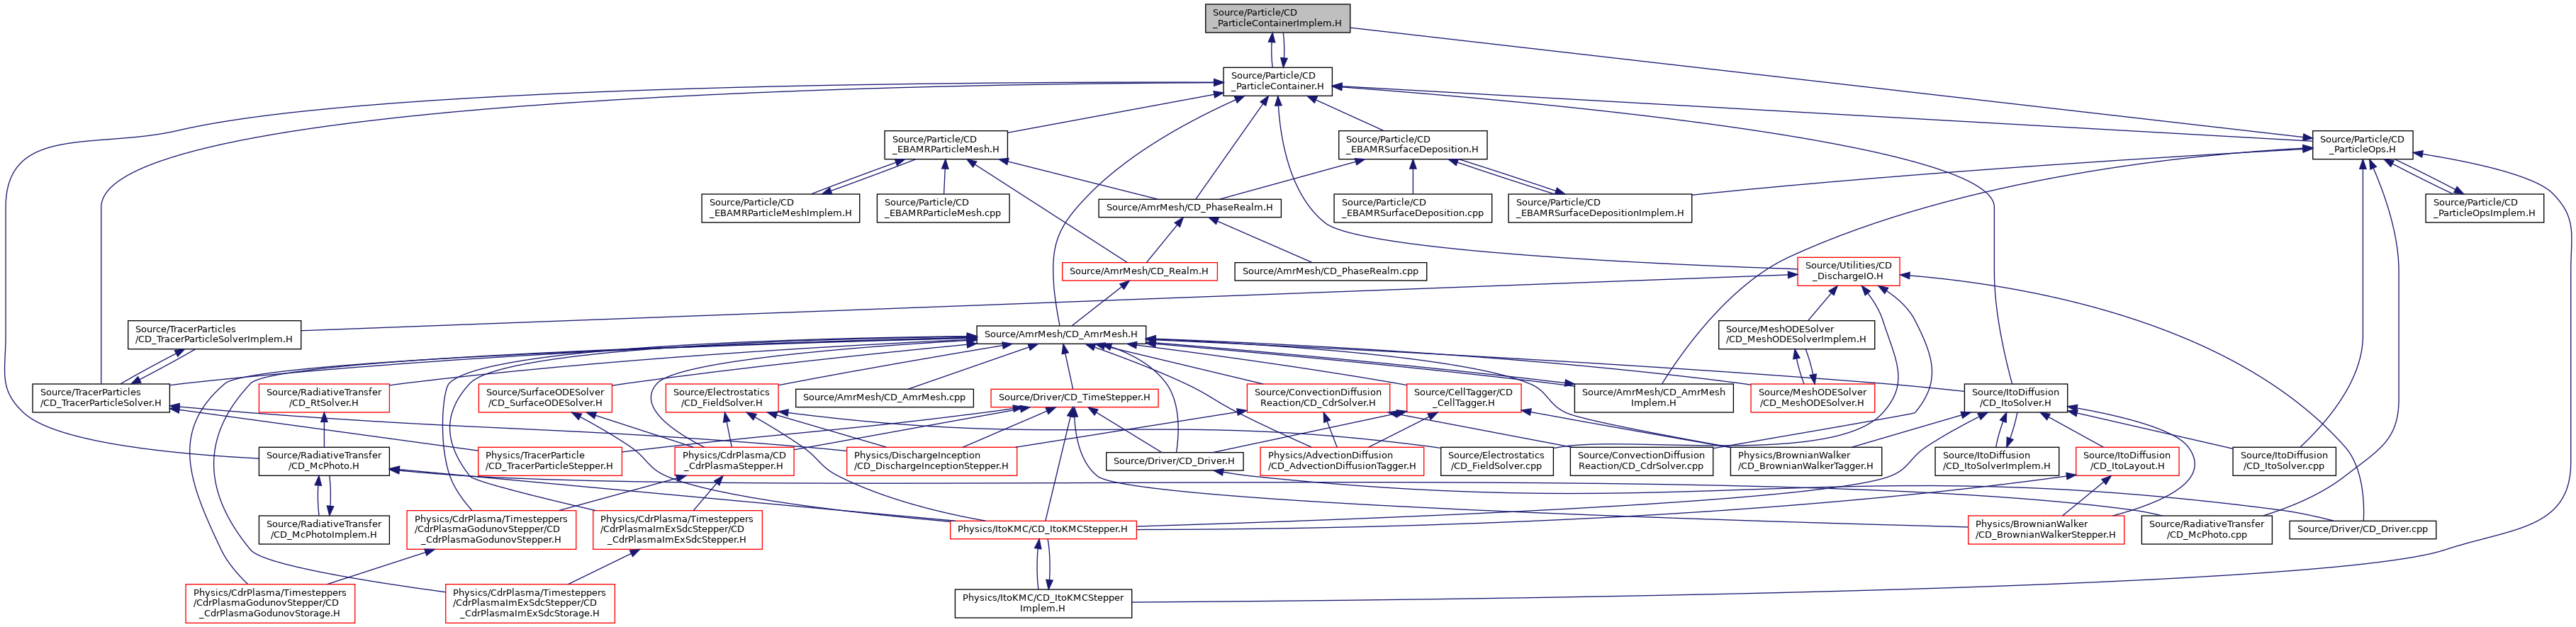 Source/Particle/CD
_ParticleContainerImplem.H
Source/Particle/CD
_ParticleContainer.H
Source/Particle/CD
_EBAMRParticleMesh.H
Source/Particle/CD
_EBAMRSurfaceDeposition.H
Source/Particle/CD
_ParticleOps.H
Source/Particle/CD
_EBAMRParticleMeshImplem.H
Source/Particle/CD
_EBAMRParticleMesh.cpp
Source/AmrMesh/CD_PhaseRealm.H
Source/Particle/CD
_EBAMRSurfaceDeposition.cpp
Source/Particle/CD
_EBAMRSurfaceDepositionImplem.H
Source/Particle/CD
_ParticleOpsImplem.H
Source/AmrMesh/CD_Realm.H
Source/AmrMesh/CD_PhaseRealm.cpp
Source/Utilities/CD
_DischargeIO.H
Source/TracerParticles
/CD_TracerParticleSolverImplem.H
Source/AmrMesh/CD_AmrMesh.H
Source/MeshODESolver
/CD_MeshODESolverImplem.H
Source/TracerParticles
/CD_TracerParticleSolver.H
Source/RadiativeTransfer
/CD_RtSolver.H
Source/SurfaceODESolver
/CD_SurfaceODESolver.H
Source/Electrostatics
/CD_FieldSolver.H
Source/AmrMesh/CD_AmrMesh.cpp
Source/Driver/CD_TimeStepper.H
Source/ConvectionDiffusion
Reaction/CD_CdrSolver.H
Source/CellTagger/CD
_CellTagger.H
Source/AmrMesh/CD_AmrMesh
Implem.H
Source/MeshODESolver
/CD_MeshODESolver.H
Source/ItoDiffusion
/CD_ItoSolver.H
Source/RadiativeTransfer
/CD_McPhoto.H
Physics/TracerParticle
/CD_TracerParticleStepper.H
Physics/CdrPlasma/CD
_CdrPlasmaStepper.H
Physics/DischargeInception
/CD_DischargeInceptionStepper.H
Source/Driver/CD_Driver.H
Physics/AdvectionDiffusion
/CD_AdvectionDiffusionTagger.H
Source/Electrostatics
/CD_FieldSolver.cpp
Source/ConvectionDiffusion
Reaction/CD_CdrSolver.cpp
Physics/BrownianWalker
/CD_BrownianWalkerTagger.H
Source/ItoDiffusion
/CD_ItoSolverImplem.H
Source/ItoDiffusion
/CD_ItoLayout.H
Source/ItoDiffusion
/CD_ItoSolver.cpp
Source/RadiativeTransfer
/CD_McPhotoImplem.H
Physics/CdrPlasma/Timesteppers
/CdrPlasmaGodunovStepper/CD
_CdrPlasmaGodunovStepper.H
Physics/CdrPlasma/Timesteppers
/CdrPlasmaImExSdcStepper/CD
_CdrPlasmaImExSdcStepper.H
Physics/ItoKMC/CD_ItoKMCStepper.H
Physics/BrownianWalker
/CD_BrownianWalkerStepper.H
Source/RadiativeTransfer
/CD_McPhoto.cpp
Source/Driver/CD_Driver.cpp
Physics/CdrPlasma/Timesteppers
/CdrPlasmaGodunovStepper/CD
_CdrPlasmaGodunovStorage.H
Physics/CdrPlasma/Timesteppers
/CdrPlasmaImExSdcStepper/CD
_CdrPlasmaImExSdcStorage.H
Physics/ItoKMC/CD_ItoKMCStepper
Implem.H